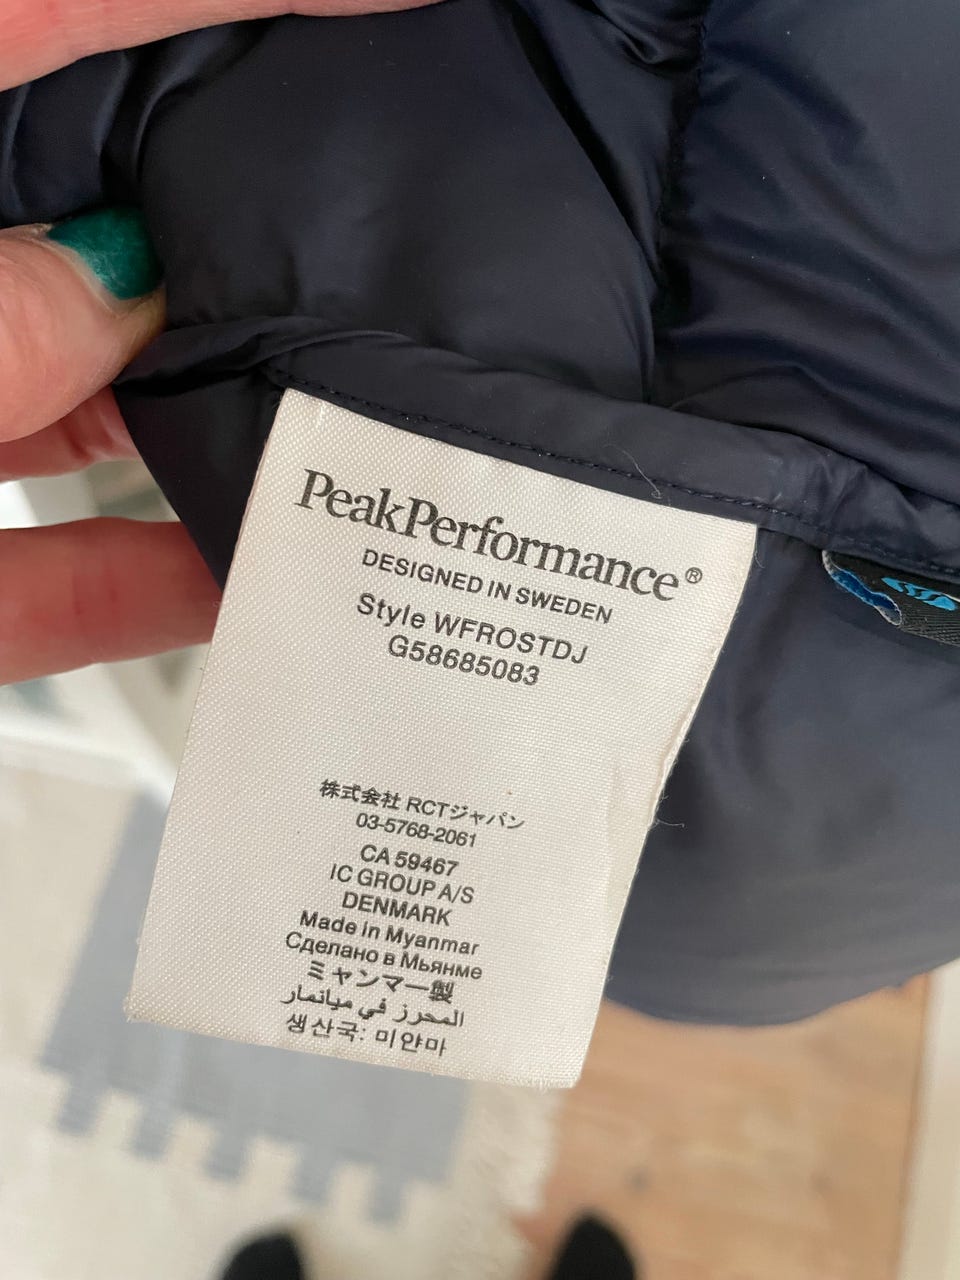 PeakPerformance®
DESIGNED IN SWEDEN
Style WFROSTDJ
G58685083
株式会社 RCTジャパン
03-5768-2061
CA 59467
IC GROUP A/S
DENMARK
Made in Myanmar
Сделано в Мьянме
ミャンマー製
المحرز في ميانمار
생산국: 미얀마